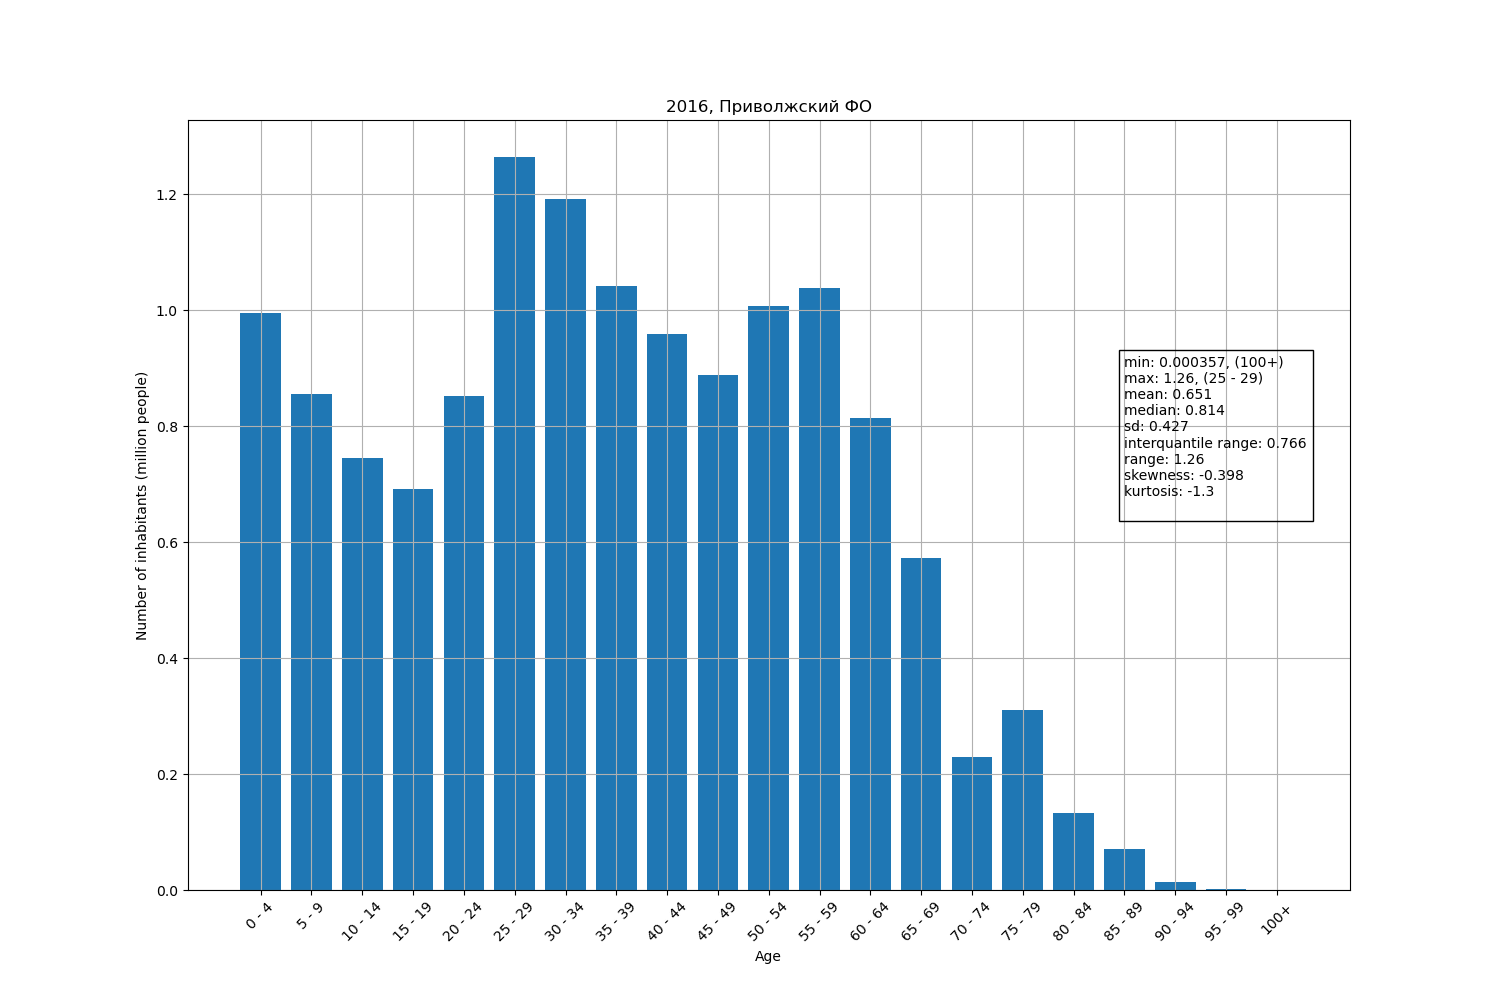 2016, Приволжский ФО
Number of inhabitants (million people)
1.2
1.0
0.8
0.6
0.4
0.2
0.0
min: 0.000357, (100+)
max: 1.26, (25 - 29)
mean: 0.651
median: 0.814
sd: 0.427
interquantile range: 0.766
range: 1.26
skewness: -0.398
kurtosis: -1.3
0 - 4
5 - 9
10 - 14
15 - 19
20 - 24
25 - 29
30 - 34
35 - 39
40 - 44
45 - 49
50 - 54
55 - 59
60 - 64
65 - 69
70 - 74
75 - 79
80 - 84
85 - 89
90 - 94
95 - 99
100+
Age